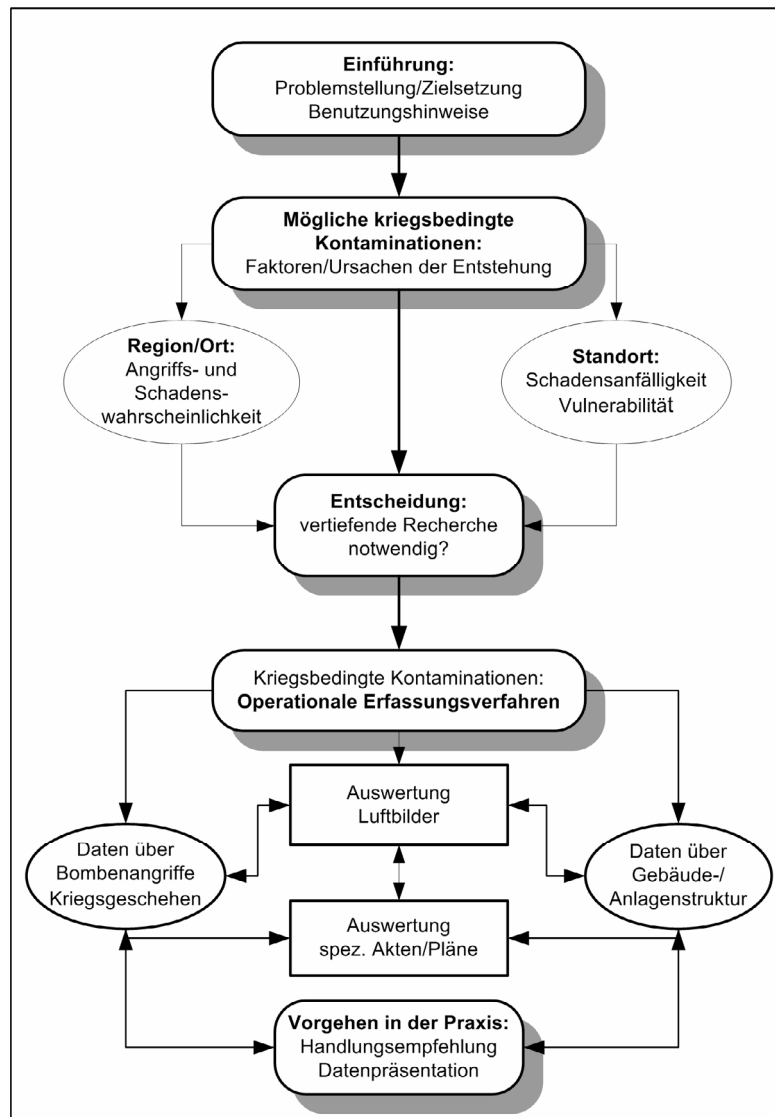 Einführung:
Problemstellung/Zielsetzung
Benutzungshinweise
Mögliche kriegsbedingte
Kontaminationen:
Faktoren/Ursachen der Entstehung
Region/Ort:
Angriffs- und
Schadens-
wahrscheinlichkeit
Standort:
Schadensanfälligkeit
Vulnerabilität
Entscheidung:
vertiefende Recherche
notwendig?
Kriegsbedingte Kontaminationen:
Operationale Erfassungsverfahren
Auswertung
Luftbilder
Daten über
Bombenangriffe
Kriegsgeschehen
Daten über
Gebäude-/
Anlagenstruktur
Auswertung
spez. Akten/Pläne
Vorgehen in der Praxis:
Handlungsempfehlung
Datenpräsentation